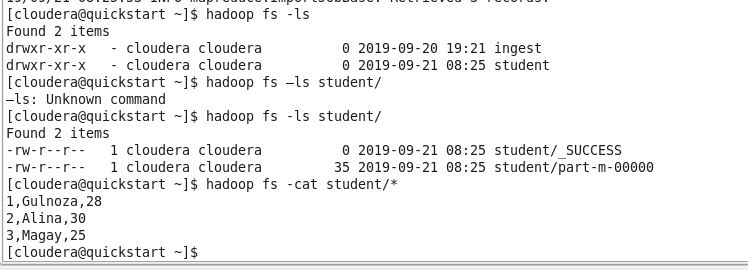 [cloudera@quickstart ~]$ hadoop fs -ls
Found 2 items
drwxr-xr-x   - cloudera cloudera          0 2019-09-20 19:21 ingest
drwxr-xr-x   - cloudera cloudera          0 2019-09-21 08:25 student
[cloudera@quickstart ~]$ hadoop fs –ls student/
–ls: Unknown command
[cloudera@quickstart ~]$ hadoop fs -ls student/
Found 2 items
-rw-r--r--   1 cloudera cloudera          0 2019-09-21 08:25 student/_SUCCESS
-rw-r--r--   1 cloudera cloudera         35 2019-09-21 08:25 student/part-m-00000
[cloudera@quickstart ~]$ hadoop fs -cat student/*
1,Gulnoza,28
2,Alina,30
3,Magay,25
[cloudera@quickstart ~]$